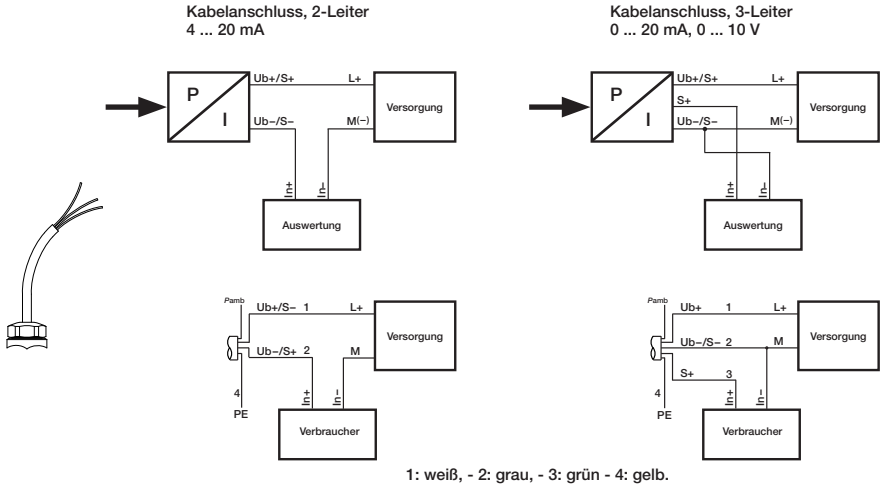 Kabelanschluss, 2-Leiter
4 ... 20 mA
P
I
Ub+/S+
L+
Ub–/S–
M(–)
Versorgung
In+
In–
Auswertung
Kabelanschluss, 3-Leiter
0 ... 20 mA, 0 ... 10 V
P
I
Ub+/S+
L+
S+
Ub–/S–
M(–)
Versorgung
In+
In–
Auswertung
Pamb
Ub+/S– 1
L+
Versorgung
Ub–/S+ 2
M
4
PE
In+
In–
Verbraucher
Pamb
Ub+ 1
L+
Versorgung
Ub–/S– 2
M
S+ 3
4
PE
In+
In–
Verbraucher
1: weiß, - 2: grau, - 3: grün - 4: gelb.